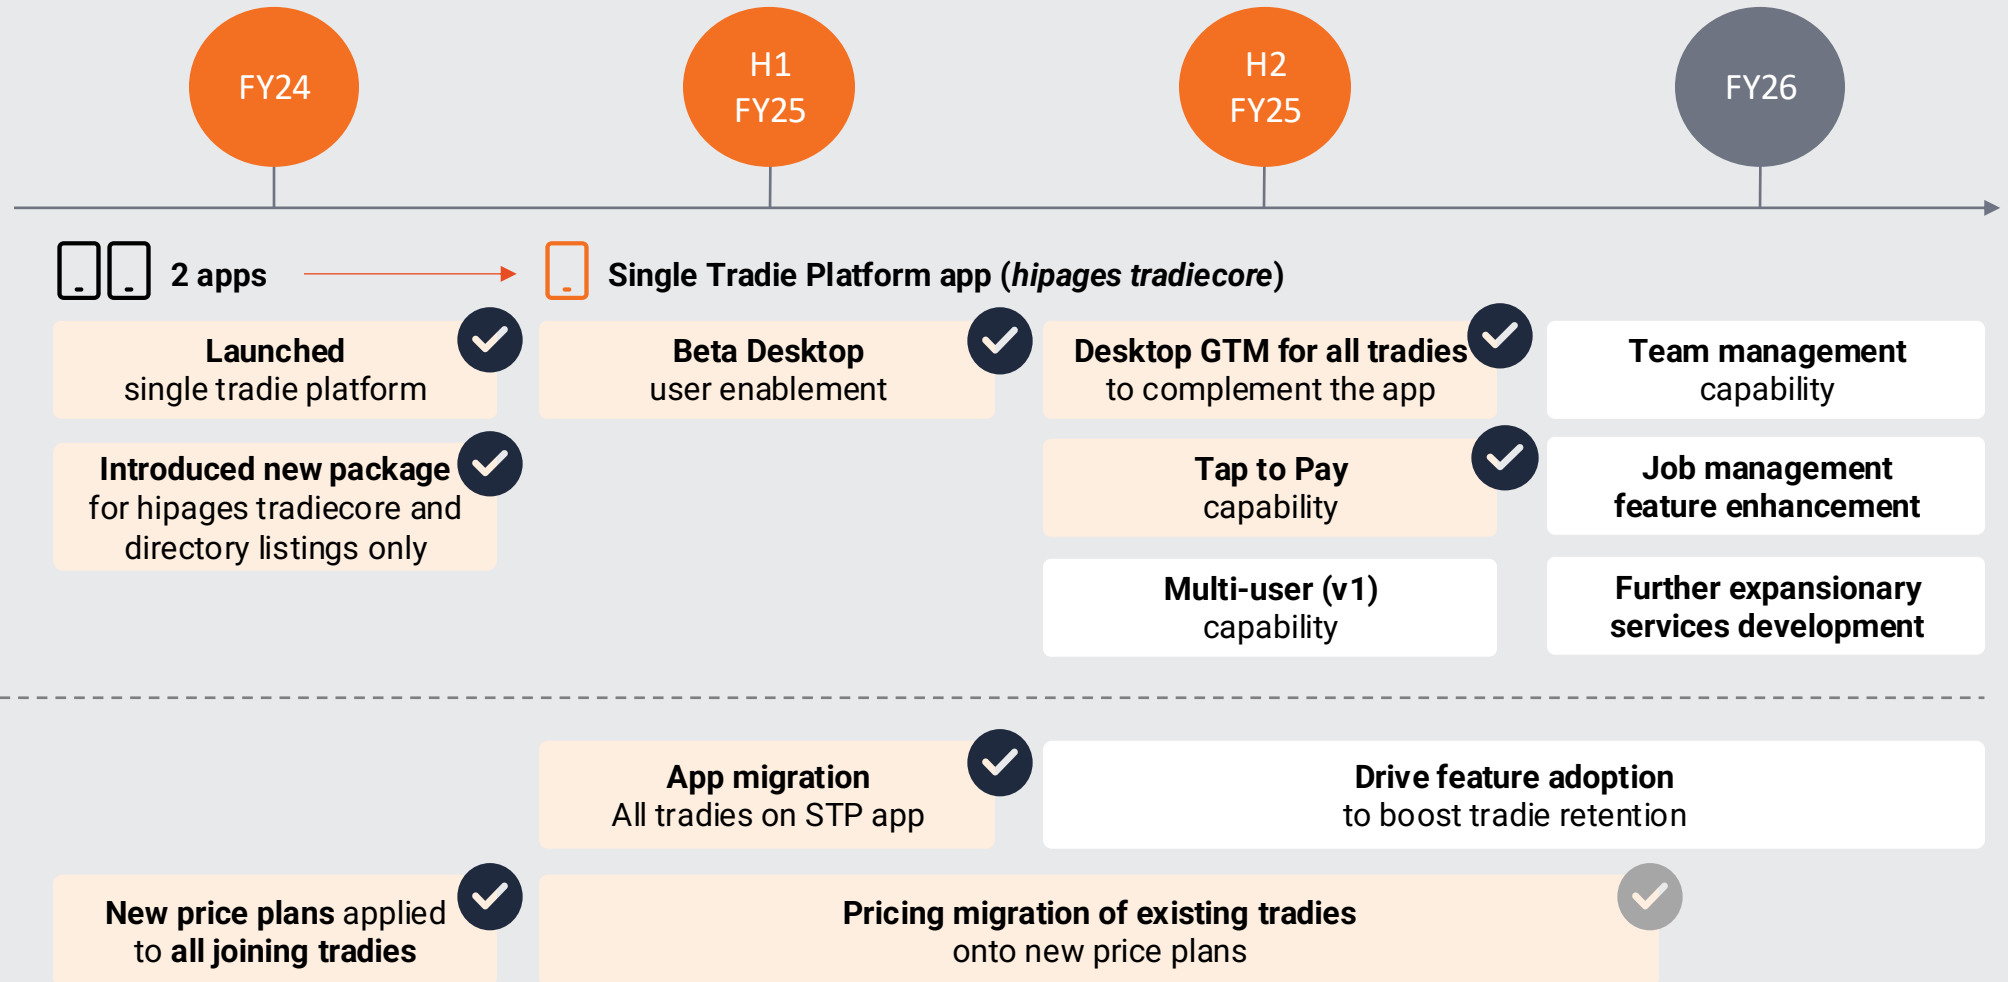 FY24
H1
FY25
H2
FY25
FY26
2 apps
Single Tradie Platform app (hipages tradiecore)
Launched
single tradie platform
Beta Desktop
user enablement
Desktop GTM for all tradies
to complement the app
Team management
capability
Introduced new package
for hipages tradiecore and
directory listings only
Tap to Pay
capability
Job management
feature enhancement
Multi-user (v1)
capability
Further expansionary
services development
App migration
All tradies on STP app
Drive feature adoption
to boost tradie retention
New price plans applied
to all joining tradies
Pricing migration of existing tradies
onto new price plans